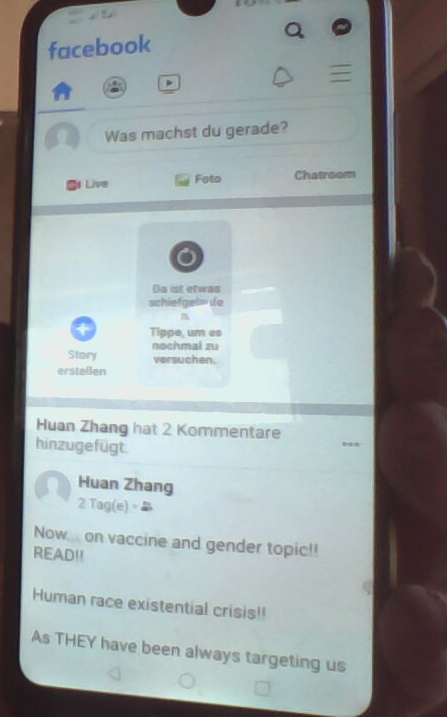 facebook
Was machst du gerade?
Live
Foto
Chatroom
Da ist etwas
schiefgelaufe
n.
Tippe, um es
nochmal zu
versuchen.
Story
erstellen
Huan Zhang hat 2 Kommentare
hinzugefügt.
Huan Zhang
2 Tag(e)
Now... on vaccine and gender topic!!
READ!!
Human race existential crisis!!
As THEY have been always targeting us